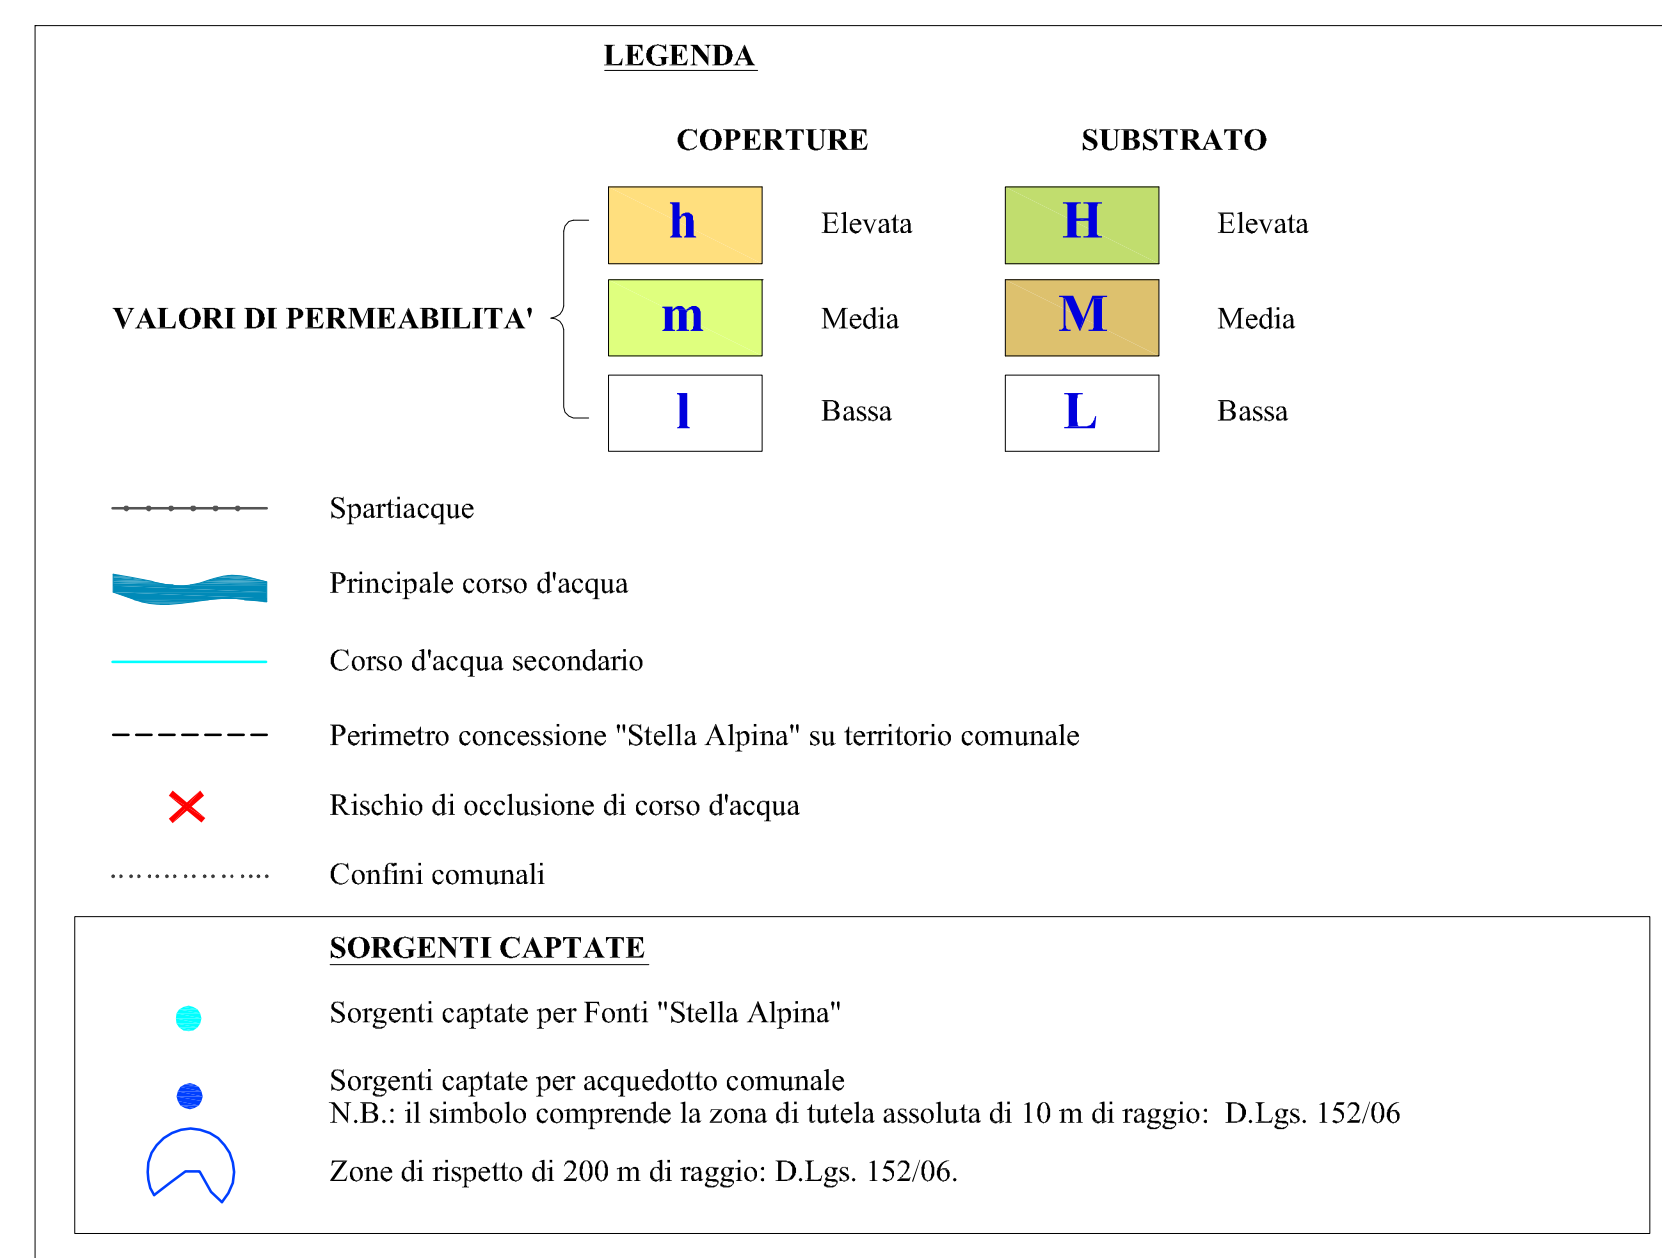 LEGENDA
COPERTURE SUBSTRATO
h Elevata H Elevata
VALORI DI PERMEABILITA' m Media M Media
l Bassa L Bassa
Spartiacque
Principale corso d'acqua
Corso d'acqua secondario
Perimetro concessione "Stella Alpina" su territorio comunale
Rischio di occlusione di corso d'acqua
Confini comunali
SORGENTI CAPTATE
Sorgenti captate per Fonti "Stella Alpina"
Sorgenti captate per acquedotto comunale
N.B.: il simbolo comprende la zona di tutela assoluta di 10 m di raggio: D.Lgs. 152/06
Zone di rispetto di 200 m di raggio: D.Lgs. 152/06.